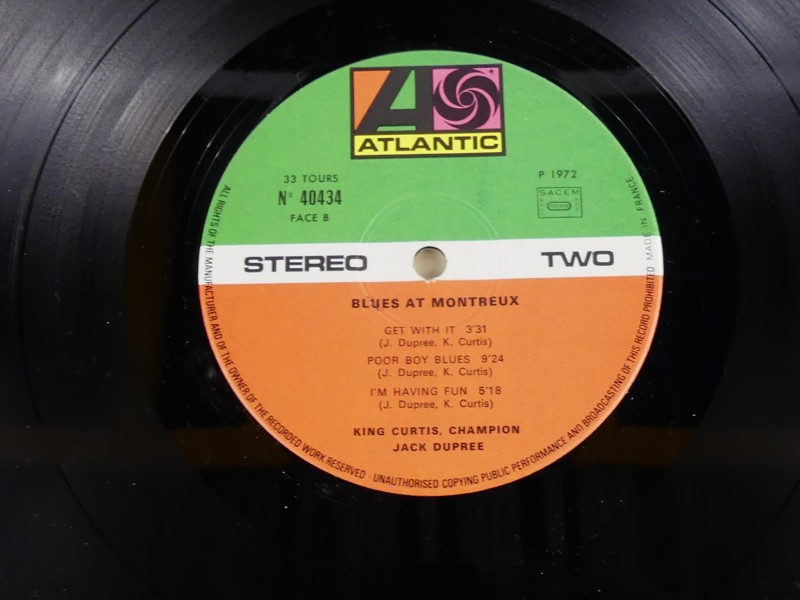 ATLANTIC
33 TOURS
N° 40434
FACE B
P 1972
SACEM
STEREO
TWO
BLUES AT MONTREUX
GET WITH IT 3'31
(J. Dupree, K. Curtis)
POOR BOY BLUES 9'24
(J. Dupree, K. Curtis)
I'M HAVING FUN 5'18
(J. Dupree, K. Curtis)
KING CURTIS, CHAMPION
JACK DUPREE
ALL RIGHTS OF THE MANUFACTURER AND OF THE OWNER OF THE RECORDED WORK RESERVED UNAUTHORISED COPYING PUBLIC PERFORMANCE AND BROADCASTING OF THIS RECORD PROHIBITED MADE IN FRANCE